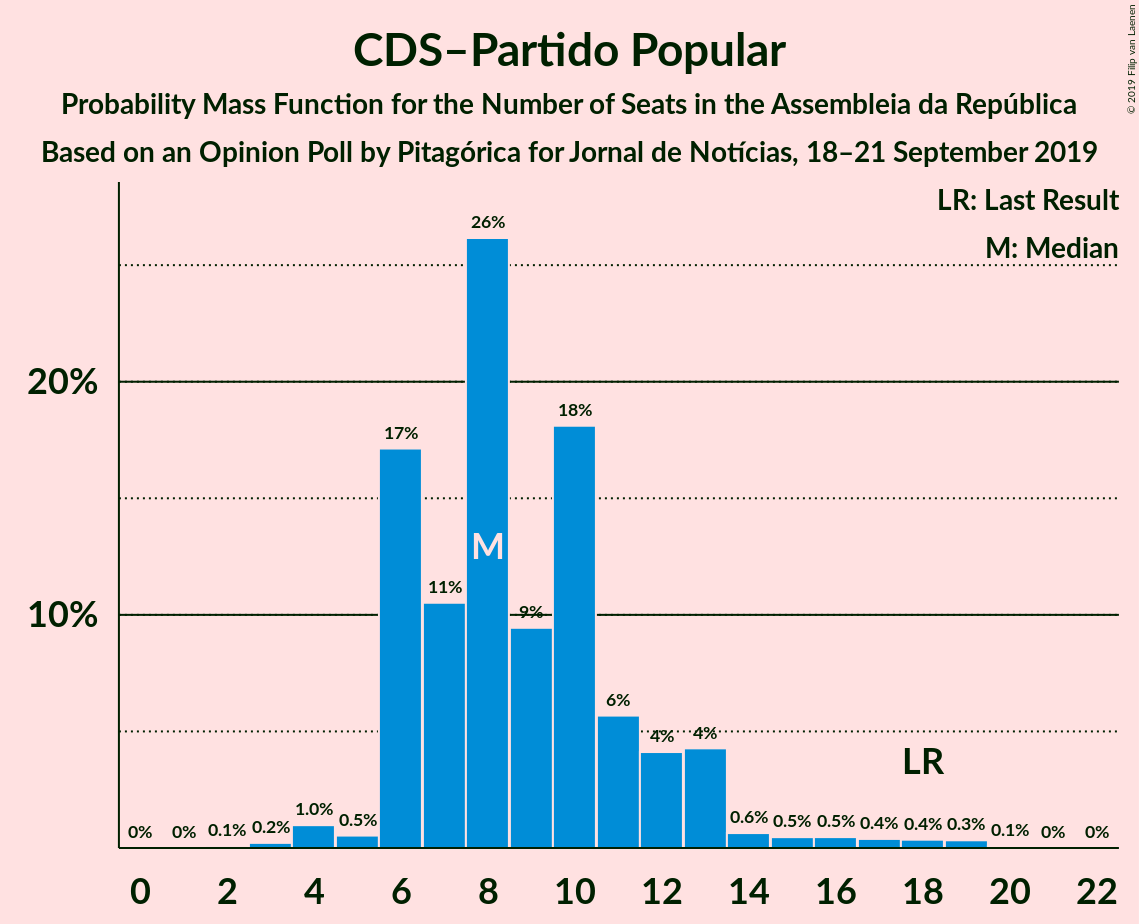 CDS–Partido Popular
Probability Mass Function for the Number of Seats in the Assembleia da República
Based on an Opinion Poll by Pitagórica for Jornal de Notícias, 18–21 September 2019
© 2019 Filip van Laenen
LR: Last Result
M: Median
26%
20%
18%
17%
M
11%
10%
9%
6%
4%
4%
LR
0%
0%
0.1%
0.2%
1.0%
0.5%
0.6%
0.5%
0.5%
0.4%
0.4%
0.3%
0.1%
0%
0%
0 2 4 6 8 10 12 14 16 18 20 22